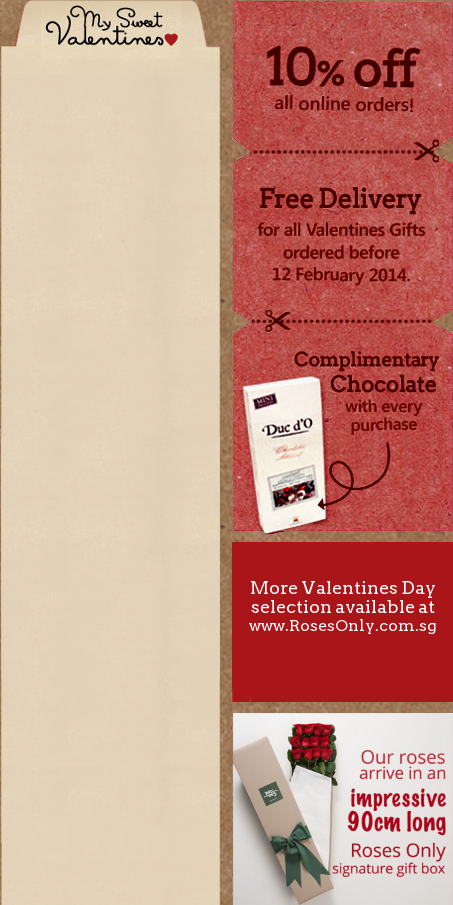 My Sweet
Valentines
10% off
all online orders!
Free Delivery
for all Valentines Gifts
ordered before
12 February 2014.
Complimentary
Chocolate
with every
purchase
MINI
Duc d'O
More Valentines Day
selection available at
www.RosesOnly.com.sg
Our roses
arrive in an
impressive
90cm long
Roses Only
signature gift box